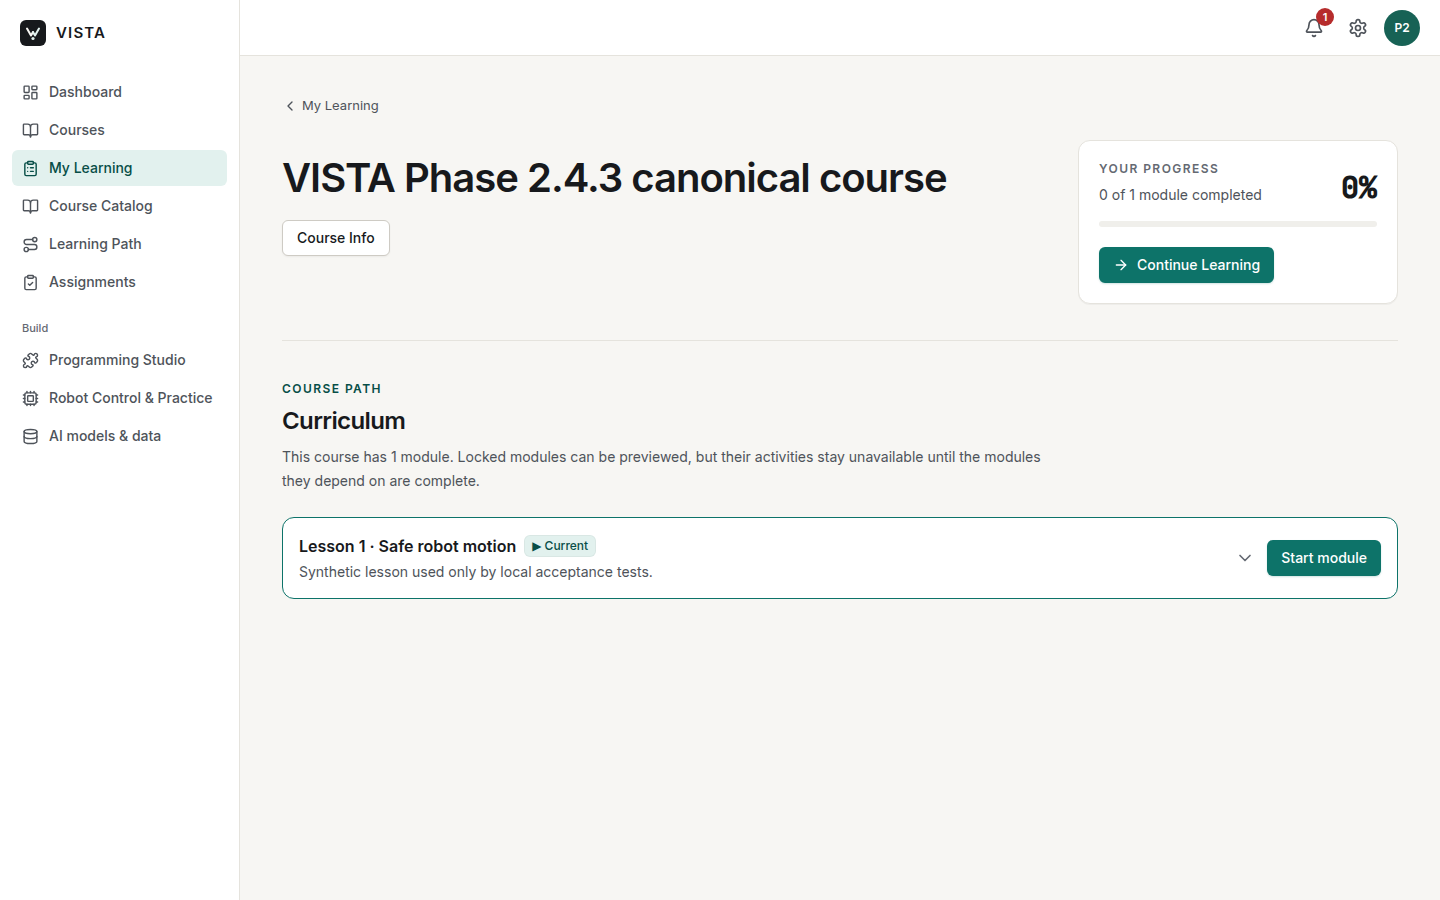 VISTA
1
P2
Dashboard
Courses
My Learning
Course Catalog
Learning Path
Assignments
Build
Programming Studio
Robot Control & Practice
AI models & data
My Learning
VISTA Phase 2.4.3 canonical course
Course Info
YOUR PROGRESS
0 of 1 module completed
0%
Continue Learning
COURSE PATH
Curriculum
This course has 1 module. Locked modules can be previewed, but their activities stay unavailable until the modules
they depend on are complete.
Lesson 1 · Safe robot motion
▶ Current
Synthetic lesson used only by local acceptance tests.
Start module